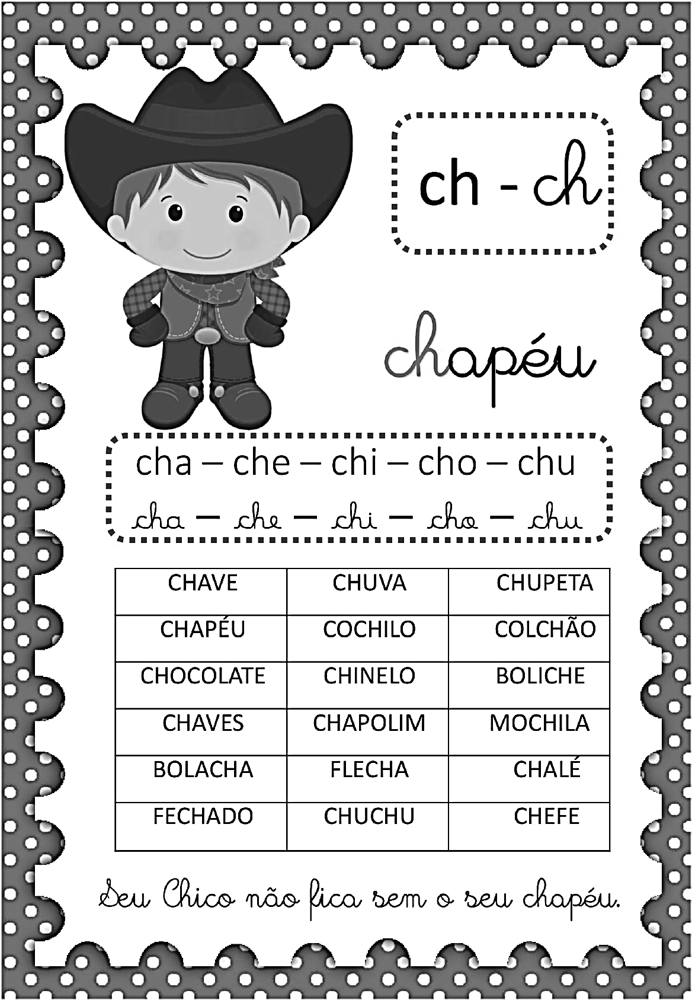 ch - ch
chapéu
cha – che – chi – cho – chu
cha – che – chi – cho – chu
CHAVE CHUVA CHUPETA
CHAPÉU COCHILO COLCHÃO
CHOCOLATE CHINELO BOLICHE
CHAVES CHAPOLIM MOCHILA
BOLACHA FLECHA CHALÉ
FECHADO CHUCHU CHEFE
Seu Chico não fica sem o seu chapéu.